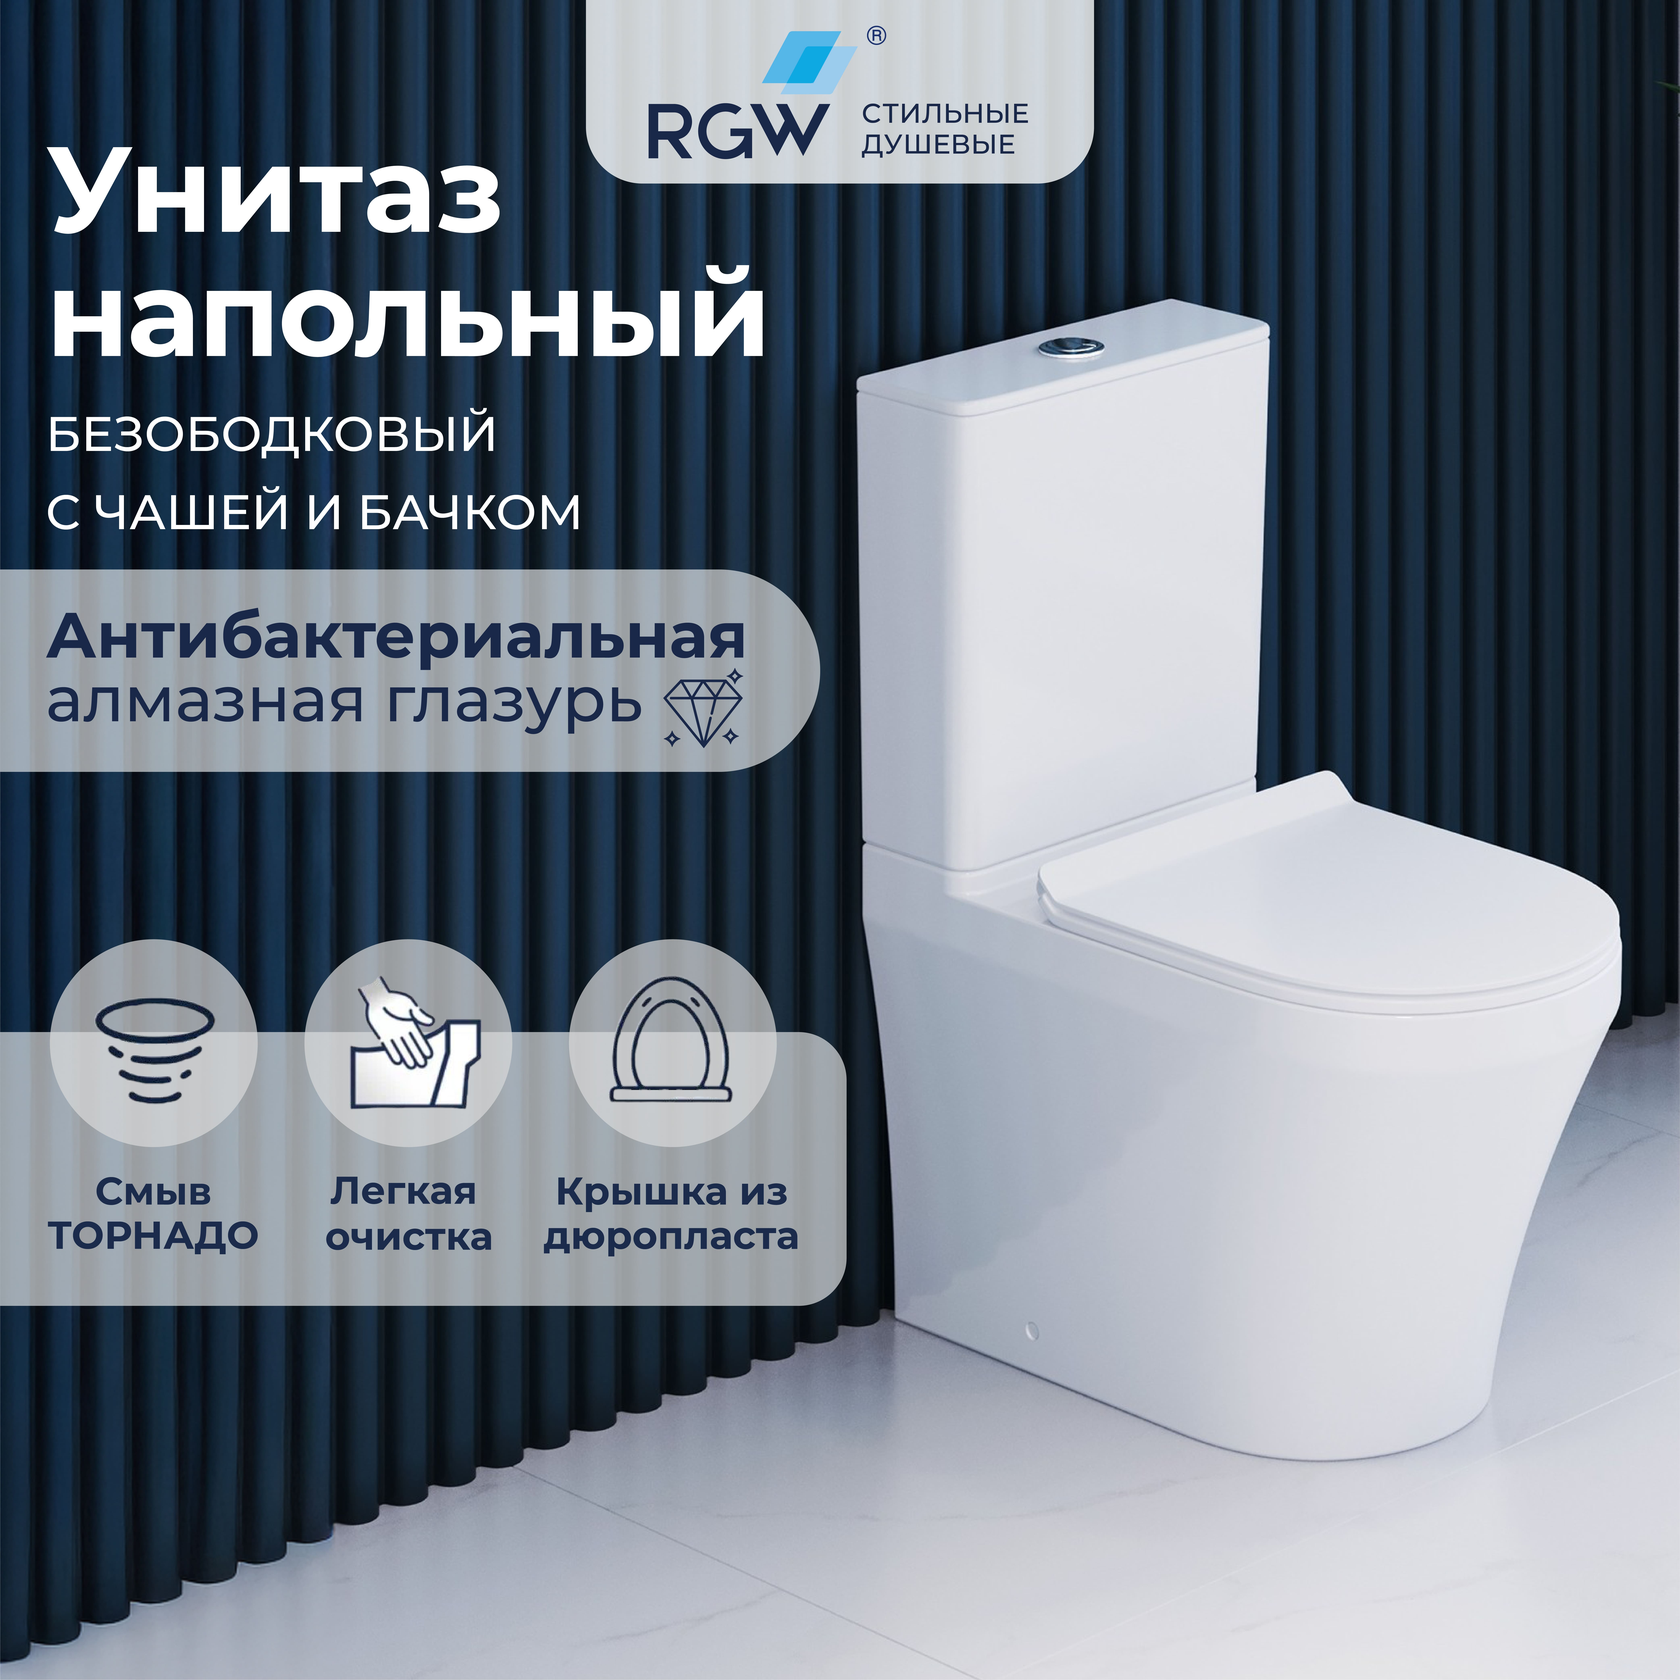 ®
RGW
СТИЛЬНЫЕ
ДУШЕВЫЕ
Унитаз
напольный
БЕЗОБОДКОВЫЙ
С ЧАШЕЙ И БАЧКОМ
Антибактериальная
алмазная глазурь
Смыв
ТОРНАДО
Легкая
очистка
Крышка из
дюропласта